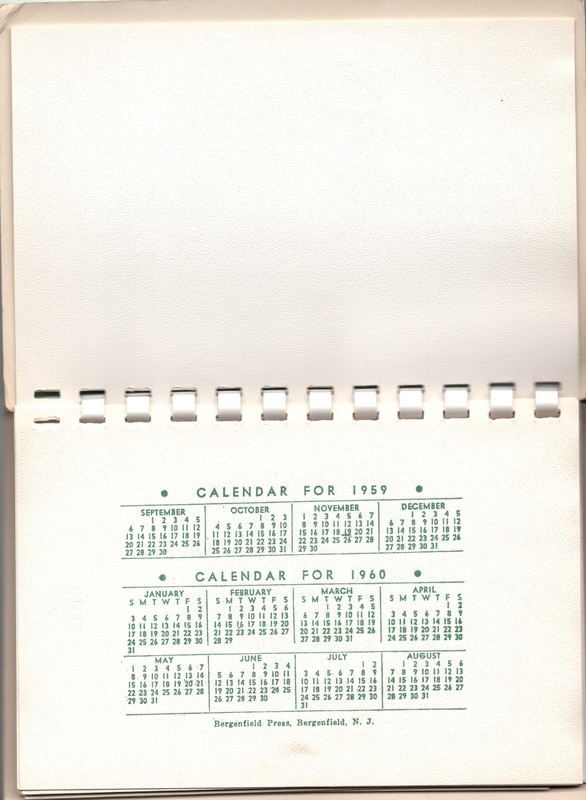 • CALENDAR FOR 1959 •
SEPTEMBER OCTOBER NOVEMBER DECEMBER
1 2 3 4 5 1 2 3 1 2 3 4 5 6 7 1 2 3 4 5
6 7 8 9 10 11 12 4 5 6 7 8 9 10 8 9 10 11 12 13 14 6 7 8 9 10 11 12
13 14 15 16 17 18 19 11 12 13 14 15 16 17 15 16 17 18 19 20 21 13 14 15 16 17 18 19
20 21 22 23 24 25 26 18 19 20 21 22 23 24 22 23 24 25 26 27 28 20 21 22 23 24 25 26
27 28 29 30 25 26 27 28 29 30 31 29 30 27 28 29 30 31
• CALENDAR FOR 1960 •
JANUARY FEBRUARY MARCH APRIL
S M T W T F S S M T W T F S S M T W T F S S M T W T F S
1 2 1 2 3 4 5 6 1 2 3 4 5 1 2
3 4 5 6 7 8 9 7 8 9 10 11 12 13 6 7 8 9 10 11 12 3 4 5 6 7 8 9
10 11 12 13 14 15 16 14 15 16 17 18 19 20 13 14 15 16 17 18 19 10 11 12 13 14 15 16
17 18 19 20 21 22 23 21 22 23 24 25 26 27 20 21 22 23 24 25 26 17 18 19 20 21 22 23
24 25 26 27 28 29 30 28 29 27 28 29 30 31 24 25 26 27 28 29 30
31
MAY JUNE JULY AUGUST
1 2 3 4 5 6 7 1 2 3 4 1 2 1 2 3 4 5 6
8 9 10 11 12 13 14 5 6 7 8 9 10 11 3 4 5 6 7 8 9 7 8 9 10 11 12 13
15 16 17 18 19 20 21 12 13 14 15 16 17 18 10 11 12 13 14 15 16 14 15 16 17 18 19 20
22 23 24 25 26 27 28 19 20 21 22 23 24 25 17 18 19 20 21 22 23 21 22 23 24 25 26 27
29 30 31 26 27 28 29 30 24 25 26 27 28 29 30 28 29 30 31
31
Bergenfield Press, Bergenfield, N. J.